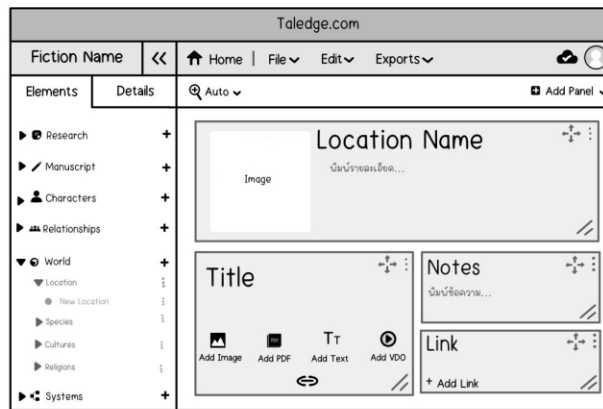 Taledge.com
Fiction Name
Home File Edit Exports
Elements Details
Auto Add Panel
Research
Manuscript
Characters
Relationships
World
Location
New Location
Species
Cultures
Religions
Systems
Image
Location Name
พิมพ์รายละเอียด...
Title
Add Image PDF Add PDF TT Add Text Add VDO
Notes
พิมพ์ข้อความ...
Link
+ Add Link